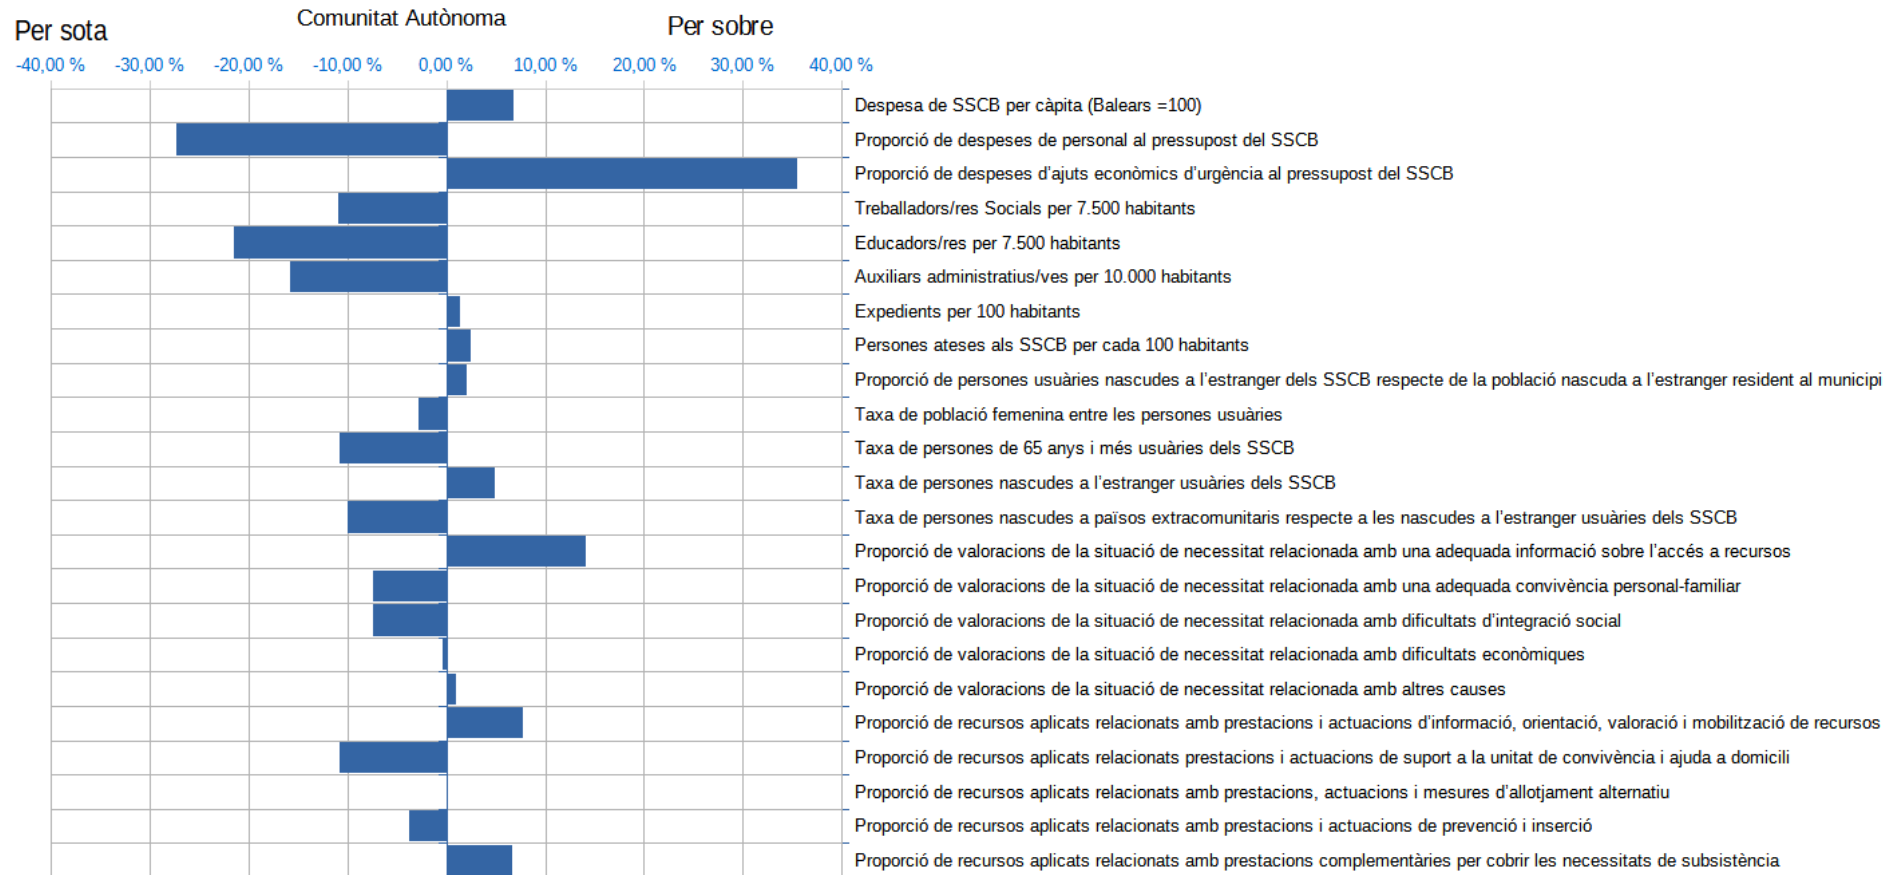 Comunitat Autònoma
Per sota
Per sobre
-40,00 % -30,00 % -20,00 % -10,00 % 0,00 % 10,00 % 20,00 % 30,00 % 40,00 %
Despesa de SSCB per càpita (Balears =100)
Proporció de despeses de personal al pressupost del SSCB
Proporció de despeses d’ajuts econòmics d’urgència al pressupost del SSCB
Treballadors/res Socials per 7.500 habitants
Educadors/res per 7.500 habitants
Auxiliars administratius/ves per 10.000 habitants
Expedients per 100 habitants
Persones ateses als SSCB per cada 100 habitants
Proporció de persones usuàries nascudes a l’estranger dels SSCB respecte de la població nascuda a l’estranger resident al municipi
Taxa de població femenina entre les persones usuàries
Taxa de persones de 65 anys i més usuàries dels SSCB
Taxa de persones nascudes a l’estranger usuàries dels SSCB
Taxa de persones nascudes a països extracomunitaris respecte a les nascudes a l’estranger usuàries dels SSCB
Proporció de valoracions de la situació de necessitat relacionada amb una adequada informació sobre l’accés a recursos
Proporció de valoracions de la situació de necessitat relacionada amb una adequada convivència personal-familiar
Proporció de valoracions de la situació de necessitat relacionada amb dificultats d’integració social
Proporció de valoracions de la situació de necessitat relacionada amb dificultats econòmiques
Proporció de valoracions de la situació de necessitat relacionada amb altres causes
Proporció de recursos aplicats relacionats amb prestacions i actuacions d’informació, orientació, valoració i mobilització de recursos
Proporció de recursos aplicats relacionats prestacions i actuacions de suport a la unitat de convivència i ajuda a domicili
Proporció de recursos aplicats relacionats amb prestacions, actuacions i mesures d’allotjament alternatiu
Proporció de recursos aplicats relacionats amb prestacions i actuacions de prevenció i inserció
Proporció de recursos aplicats relacionats amb prestacions complementàries per cobrir les necessitats de subsistència